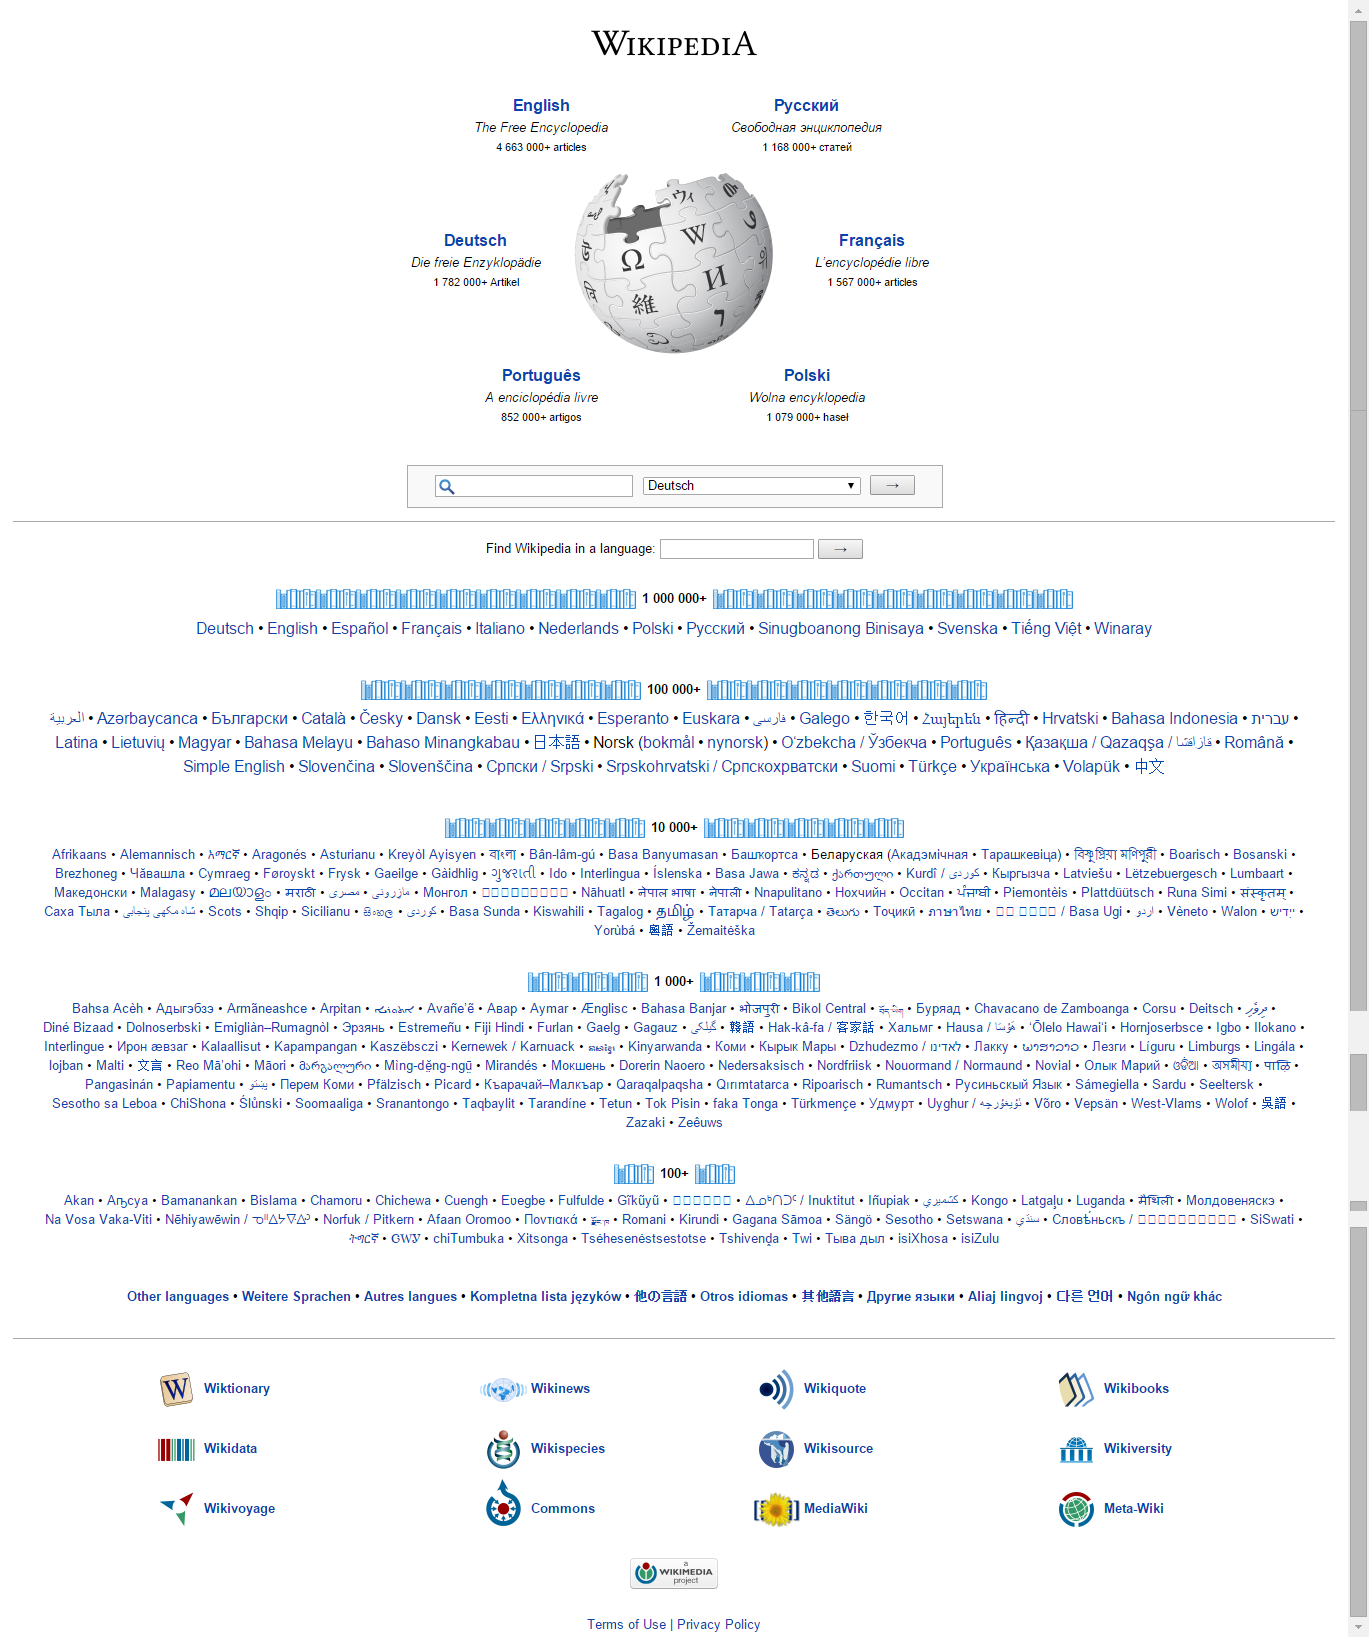 WIKIPEDIA
English
The Free Encyclopedia
4 663 000+ articles
Русский
Свободная энциклопедия
1 168 000+ статей
Deutsch
Die freie Enzyklopädie
1 782 000+ Artikel
Français
L'encyclopédie libre
1 567 000+ articles
Português
A enciclopédia livre
852 000+ artigos
Polski
Wolna encyklopedia
1 079 000+ haseł
Deutsch →
Find Wikipedia in a language: →
1 000 000+
Deutsch • English • Español • Français • Italiano • Nederlands • Polski • Русский • Sinugboanong Binisaya • Svenska • Tiếng Việt • Winaray
100 000+
العربية • Azərbaycanca • Български • Català • Česky • Dansk • Eesti • Ελληνικά • Esperanto • Euskara • فارسی • Galego • 한국어 • Հայերեն • हिन्दी • Hrvatski • Bahasa Indonesia • עברית •
Latina • Lietuvių • Magyar • Bahasa Melayu • Bahaso Minangkabau • 日本語 • Norsk (bokmål • nynorsk) • Oʻzbekcha / Ўзбекча • Português • Қазақша / Qazaqşa / قازاقشا • Română •
Simple English • Slovenčina • Slovenščina • Српски / Srpski • Srpskohrvatski / Српскохрватски • Suomi • Türkçe • Українська • Volapük • 中文
10 000+
Afrikaans • Alemannisch • አማርኛ • Aragonés • Asturianu • Kreyòl Ayisyen • বাংলা • Bân-lâm-gú • Basa Banyumasan • Башҡортса • Беларуская (Акадэмічная • Тарашкевіца) • বিষ্ণুপ্রিয়া মণিপুরী • Boarisch • Bosanski •
Brezhoneg • Чӑвашла • Cymraeg • Føroyskt • Frysk • Gaeilge • Gàidhlig • ગુજરાતી • Ido • Interlingua • Íslenska • Basa Jawa • ಕನ್ನಡ • ქართული • Kurdî / كوردی • Кыргызча • Latviešu • Lëtzebuergesch • Lumbaart •
Македонски • Malagasy • മലയാളം • मराठी • مازِرونی • مصرى • Монгол • • Nāhuatl • नेपाल भाषा • नेपाली • Nnapulitano • Нохчийн • Occitan • ਪੰਜਾਬੀ • Piemontèis • Plattdüütsch • Runa Simi • संस्कृतम् •
Саха Тыла • شاہ مکھی پنجابی • Scots • Shqip • Sicilianu • සිංහල • کوردی • Basa Sunda • Kiswahili • Tagalog • தமிழ் • Татарча / Tatarça • తెలుగు • Тоҷикӣ • ภาษาไทย • / Basa Ugi • اردو • Vèneto • Walon • ייִדיש •
Yorùbá • 粵語 • Žemaitėška
1 000+
Bahsa Acèh • Адыгэбзэ • Armãneashce • Arpitan • ܐܬܘܪܝܐ • Avañe'ẽ • Авар • Aymar • Ænglisc • Bahasa Banjar • भोजपुरी • Bikol Central • • Буряад • Chavacano de Zamboanga • Corsu • Deitsch • ދިވެހި •
Diné Bizaad • Dolnoserbski • Emigliàn–Rumagnòl • Эрзянь • Estremeñu • Fiji Hindi • Furlan • Gaelg • Gagauz • گیلکی • 贛語 • Hak-kâ-fa / 客家話 • Хальмг • Hausa / هَوُسَا • ʻŌlelo Hawaiʻi • Hornjoserbsce • Igbo • Ilokano •
Interlingue • Ирон æвзаг • Kalaallisut • Kapampangan • Kaszëbsczi • Kernewek / Karnuack • • Kinyarwanda • Коми • Кырык Мары • Dzhudezmo / לאדינו • Лакку • ພາສາລາວ • Лезги • Líguru • Limburgs • Lingála •
lojban • Malti • 文言 • Reo Mā'ohi • Māori • მარგალური • Mìng-dĕ̤ng-ngṳ̄ • Mirandés • Мокшень • Dorerin Naoero • Nedersaksisch • Nordfriisk • Nouormand / Normaund • Novial • Олык Марий • ଓଡିଆ • অসমীয়া • पाऴि •
Pangasinán • Papiamentu • پښتو • Перем Коми • Pfälzisch • Picard • Къарачай–Малкъар • Qaraqalpaqsha • Qırımtatarca • Ripoarisch • Rumantsch • Русиньскый Язык • Sámegiella • Sardu • Seeltersk •
Sesotho sa Leboa • ChiShona • Ślůnski • Soomaaliga • Sranantongo • Taqbaylit • Tarandíne • Tetun • Tok Pisin • faka Tonga • Türkmençe • Удмурт • Uyghur / ئۇيغۇرچه • Võro • Vepsän • West-Vlams • Wolof • 吳語 •
Zazaki • Zeêuws
100+
Akan • Аҧсуа • Bamanankan • Bislama • Chamoru • Chichewa • Cuengh • Eʋegbe • Fulfulde • Gĩkũyũ • • ᐃᓄᒃᑎᑐᑦ / Inuktitut • Iñupiak • كشميري • Kongo • Latgaļu • Luganda • मैथिली • Молдовеняскэ •
Na Vosa Vaka-Viti • Nēhiyawēwin / ᓀᐦᐃᔭᐍᐏᐣ • Norfuk / Pitkern • Afaan Oromoo • Ποντιακά • • Romani • Kirundi • Gagana Sāmoa • Sängö • Sesotho • Setswana • سنڌي • Словѣ́ньскъ / • SiSwati •
ትግርኛ • ᏣᎳᎩ • chiTumbuka • Xitsonga • Tsėhesenėstsestotse • Tshivenḓa • Twi • Тыва дыл • isiXhosa • isiZulu
Other languages • Weitere Sprachen • Autres langues • Kompletna lista języków • 他の言語 • Otros idiomas • 其他語言 • Другие языки • Aliaj lingvoj • 다른 언어 • Ngôn ngữ khác
Wiktionary
Wikinews
Wikiquote
Wikibooks
Wikidata
Wikispecies
Wikisource
Wikiversity
Wikivoyage
Commons
MediaWiki
Meta-Wiki
a
WIKIMEDIA
project
Terms of Use | Privacy Policy